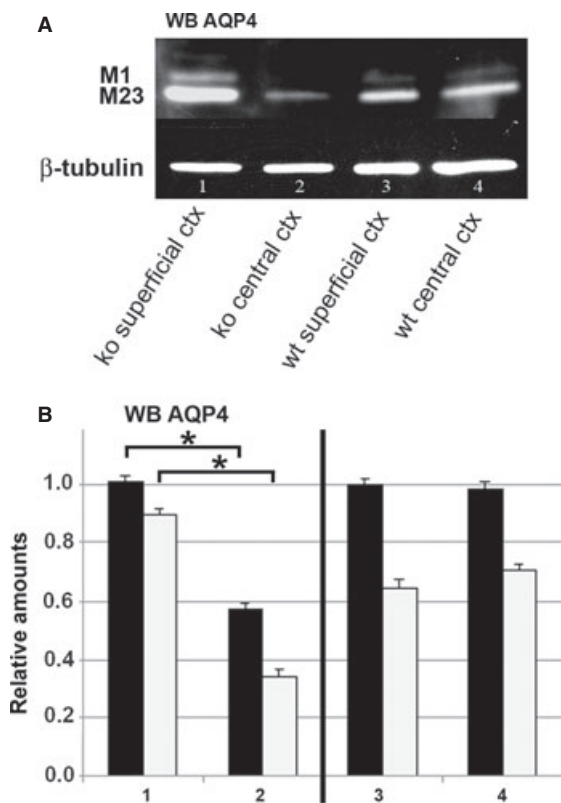 A
WB AQP4
M1
M23
β-tubulin
1 2 3 4
ko superficial ctx
ko central ctx
wt superficial ctx
wt central ctx
B
WB AQP4
* *
Relative amounts
1.0
0.8
0.6
0.4
0.2
0.0
1 2 3 4